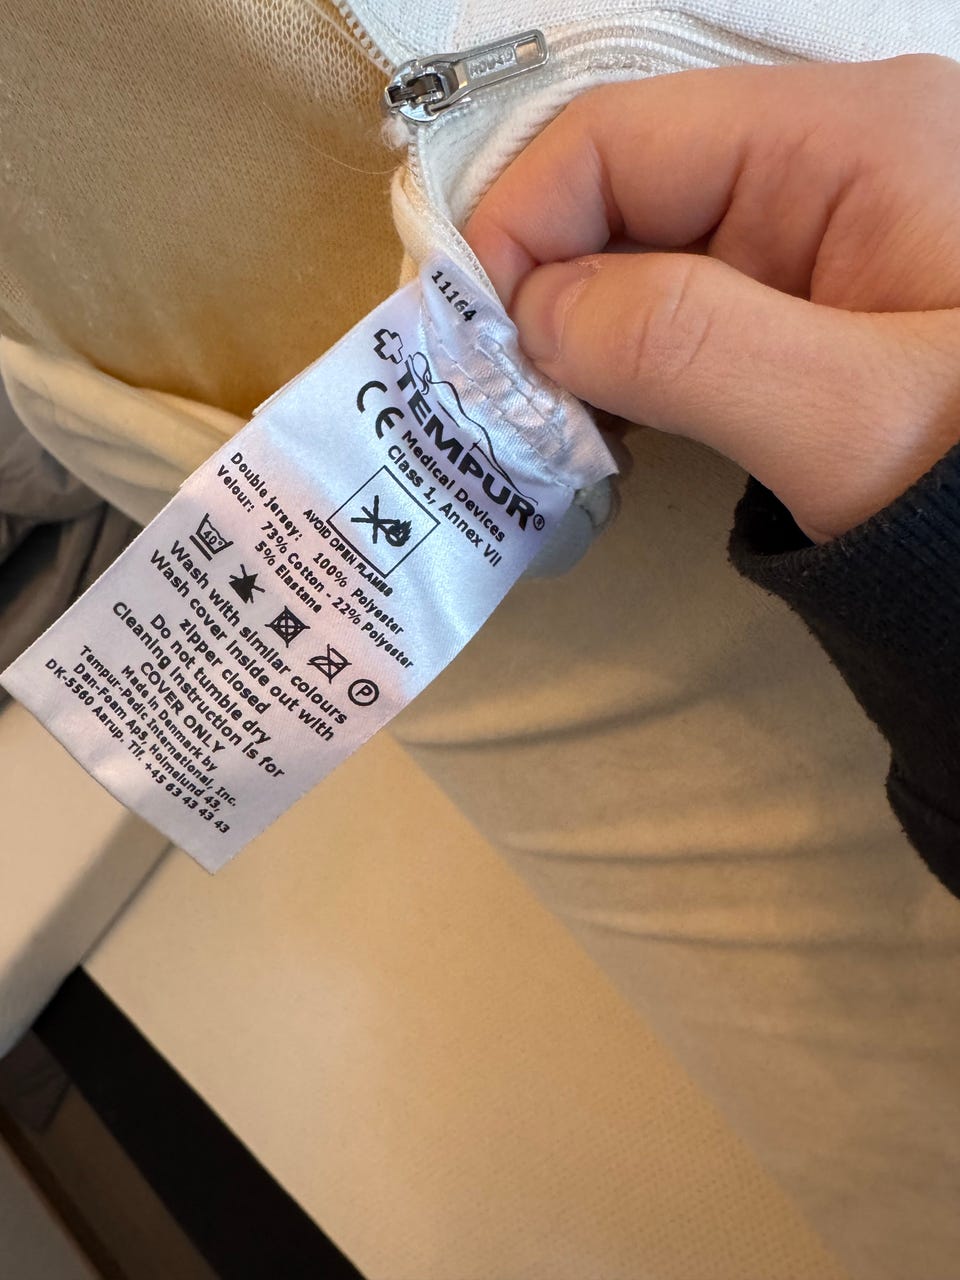 11164
TEMPUR®
CE
Medical Devices
Class 1, Annex VII
AVOID OPEN FLAMES
Double jersey: 100% Polyester
Velour: 73% Cotton - 22% Polyester
5% Elastane
40°
P
Wash with similar colours
Wash cover inside out with
zipper closed
Do not tumble dry
Cleaning instruction is for
COVER ONLY
Made in Denmark by
Tempur-Pedic International, Inc.
Dan-Foam ApS, Holmelund 43,
DK-5560 Aarup. Tlf. +45 63 43 43 43